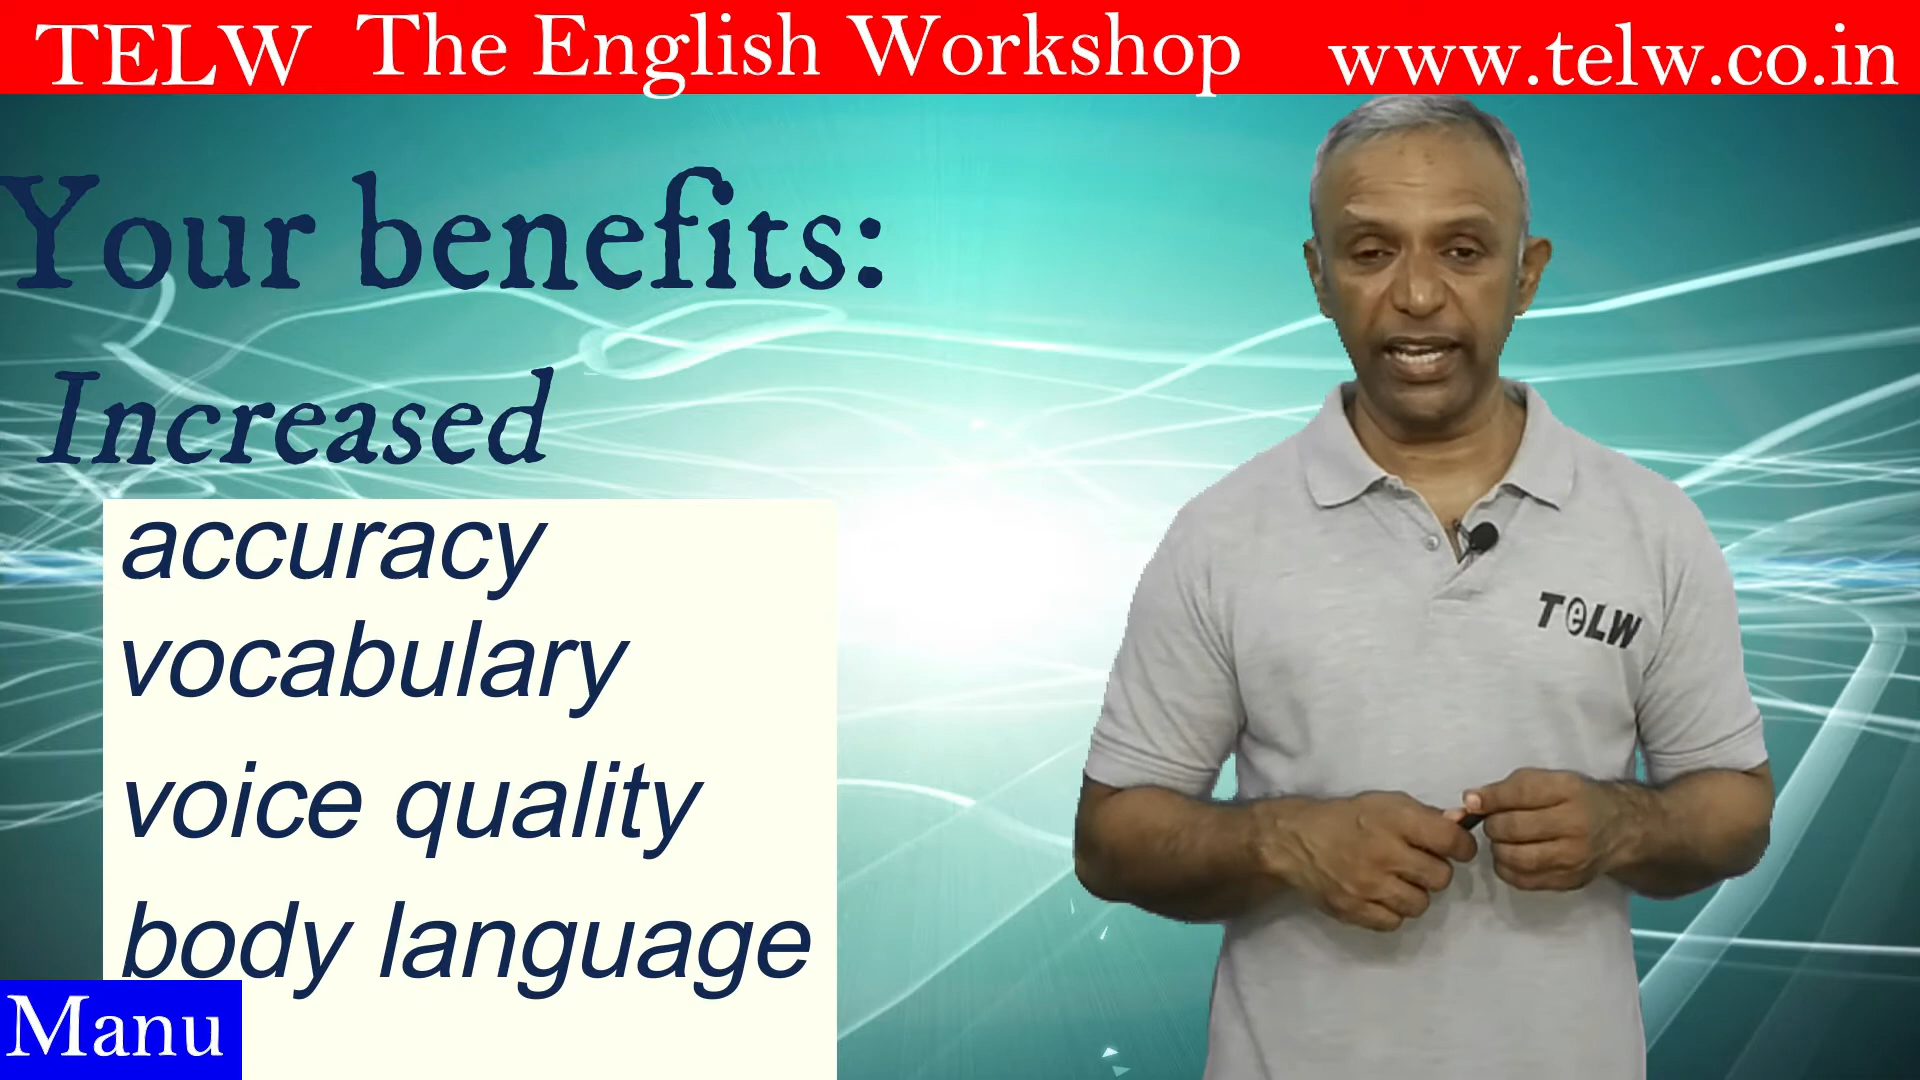 TELW The English Workshop www.telw.co.in
Your benefits:
Increased
accuracy
vocabulary
voice quality
body language
TeLW
Manu